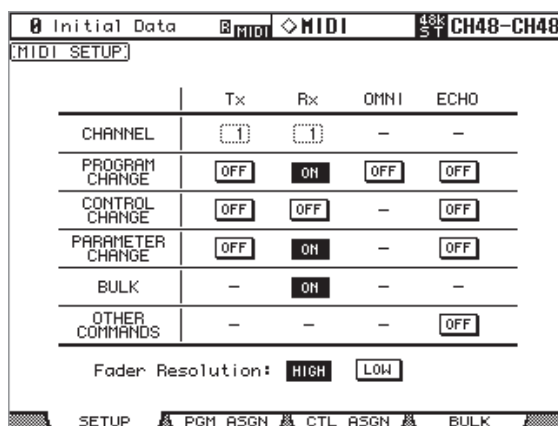 0 Initial Data B MIDI ◇MIDI 48k ST CH48-CH48
MIDI SETUP
Tx Rx OMNI ECHO
CHANNEL 1 1 – –
PROGRAM CHANGE OFF ON OFF OFF
CONTROL CHANGE OFF OFF – OFF
PARAMETER CHANGE OFF ON – OFF
BULK – ON – –
OTHER COMMANDS – – – OFF
Fader Resolution: HIGH LOW
SETUP PGM ASGN CTL ASGN BULK